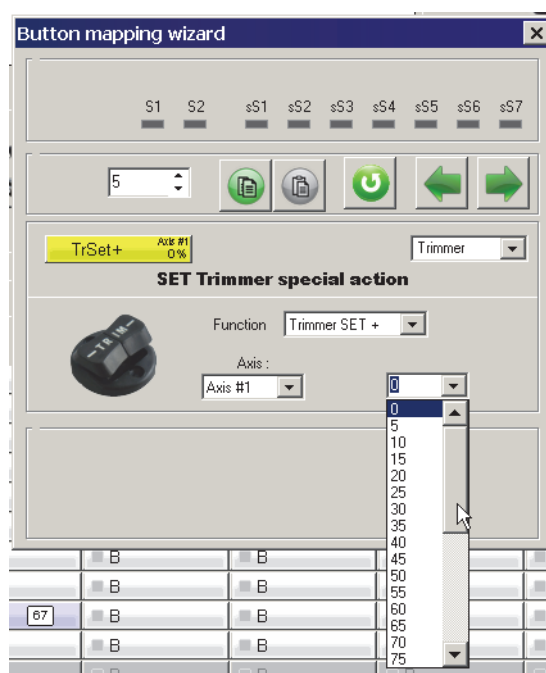 Button mapping wizard
S1 S2 sS1 sS2 sS3 sS4 sS5 sS6 sS7
5
TrSet+ Axis #1 0% Trimmer
SET Trimmer special action
TRIM
Function Trimmer SET +
Axis :
Axis #1 0
0
5
10
15
20
25
30
35
40
45
50
55
60
65
70
75
B B
B B
67 B B
B B